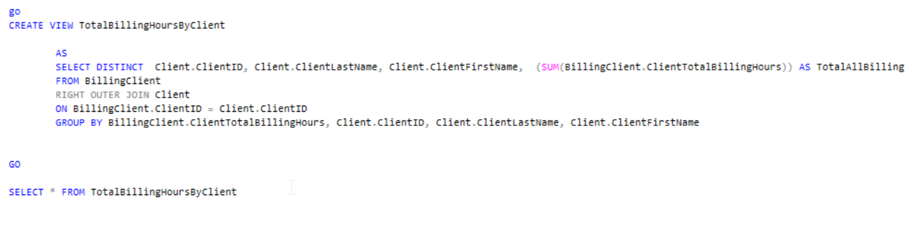 go
CREATE VIEW TotalBillingHoursByClient
AS
SELECT DISTINCT Client.ClientID, Client.ClientLastName, Client.ClientFirstName, (SUM(BillingClient.ClientTotalBillingHours)) AS TotalAllBilling
FROM BillingClient
RIGHT OUTER JOIN Client
ON BillingClient.ClientID = Client.ClientID
GROUP BY BillingClient.ClientTotalBillingHours, Client.ClientID, Client.ClientLastName, Client.ClientFirstName
GO
SELECT * FROM TotalBillingHoursByClient